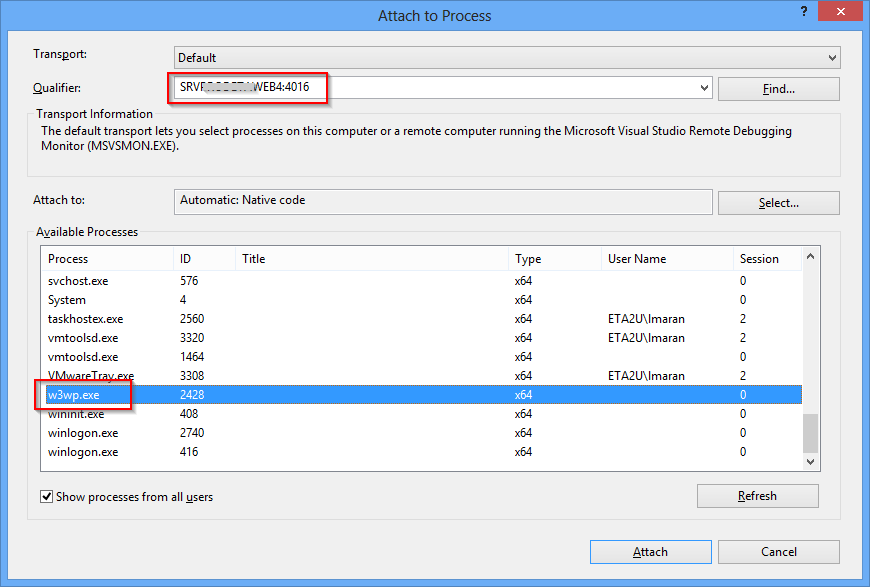 Attach to Process
?
Transport:
Default
Qualifier:
WEB4:4016
Find...
Transport Information
The default transport lets you select processes on this computer or a remote computer running the Microsoft Visual Studio Remote Debugging
Monitor (MSVSMON.EXE).
Attach to:
Automatic: Native code
Select...
Available Processes
Process ID Title Type User Name Session
svchost.exe 576 x64 0
System 4 x64 0
taskhostex.exe 2560 x64 ETA2U\lmaran 2
vmtoolsd.exe 3320 x64 ETA2U\lmaran 2
vmtoolsd.exe 1464 x64 0
VMwareTray.exe 3308 x64 ETA2U\lmaran 2
w3wp.exe 2428 x64 0
wininit.exe 408 x64 0
winlogon.exe 2740 x64 0
winlogon.exe 416 x64 0
Show processes from all users
Refresh
Attach
Cancel